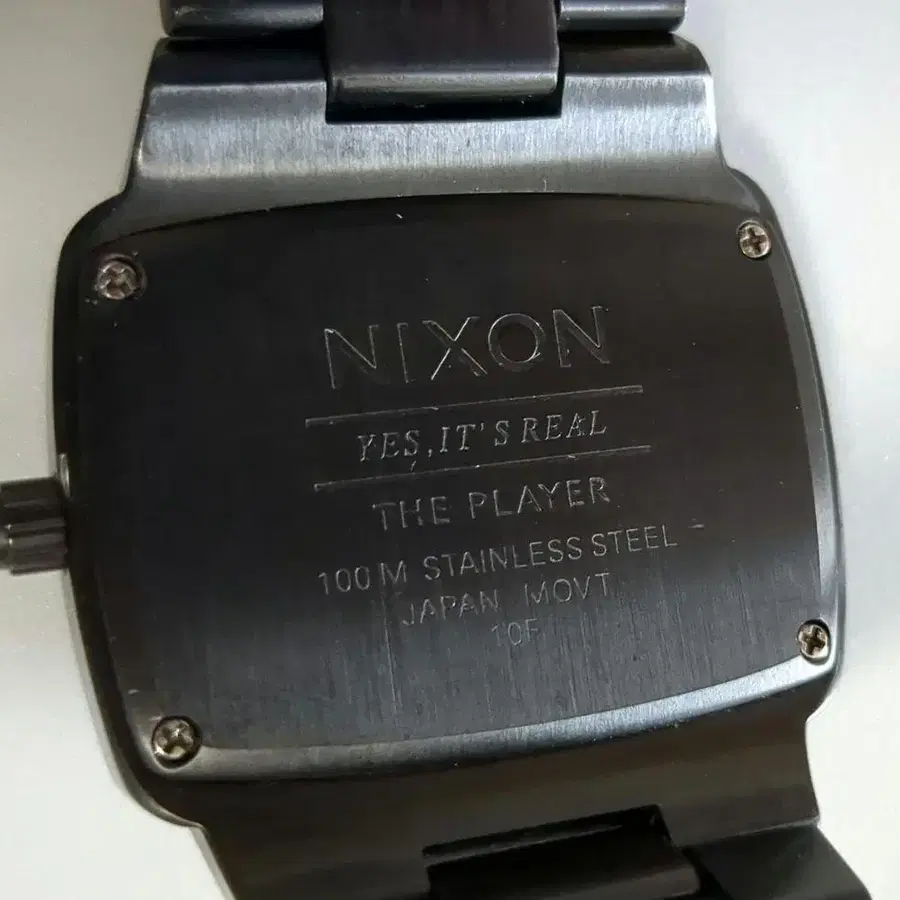 NIXON
YES, IT'S REAL
THE PLAYER
100 M STAINLESS STEEL
JAPAN MOVT
10F